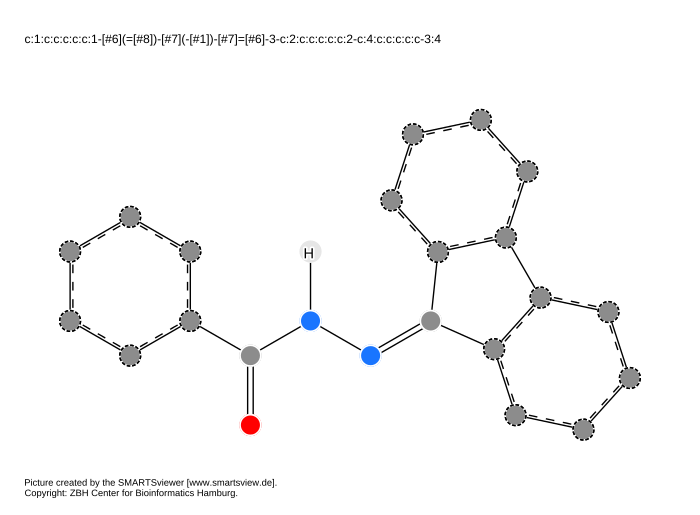 c:1:c:c:c:c:c:1-[#6](=[#8])-[#7](-[#1])-[#7]=[#6]-3-c:2:c:c:c:c:c:2-c:4:c:c:c:c:c-3:4
H
Picture created by the SMARTSviewer [www.smartsview.de].
Copyright: ZBH Center for Bioinformatics Hamburg.